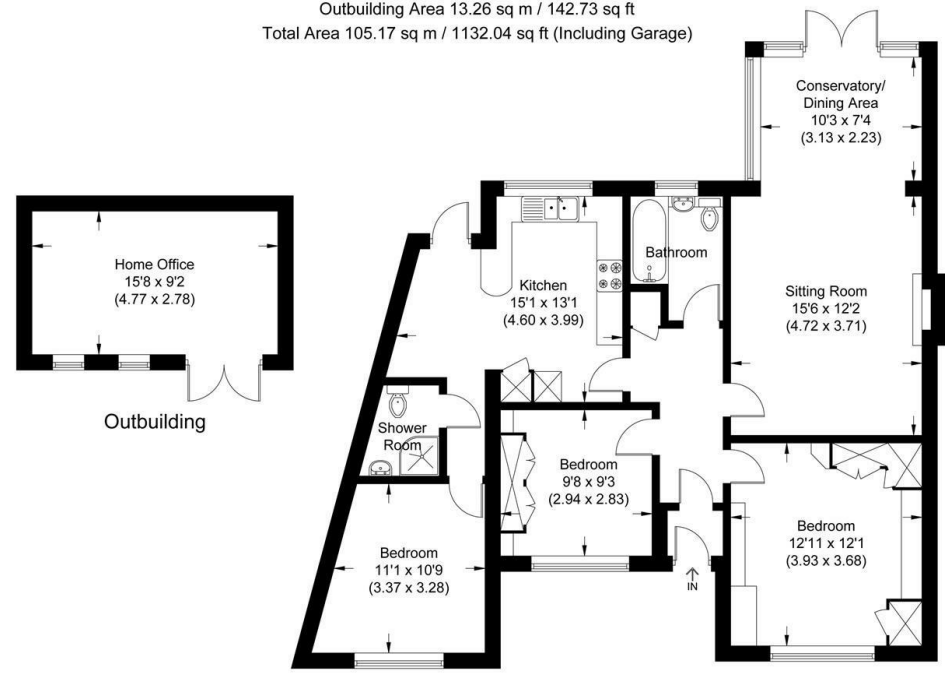 Outbuilding Area 13.26 sq m / 142.73 sq ft
Total Area 105.17 sq m / 1132.04 sq ft (Including Garage)
Conservatory/
Dining Area
10'3 x 7'4
(3.13 x 2.23)
Home Office
15'8 x 9'2
(4.77 x 2.78)
Outbuilding
Kitchen
15'1 x 13'1
(4.60 x 3.99)
Bathroom
Sitting Room
15'6 x 12'2
(4.72 x 3.71)
Shower
Room
Bedroom
9'8 x 9'3
(2.94 x 2.83)
Bedroom
11'1 x 10'9
(3.37 x 3.28)
Bedroom
12'11 x 12'1
(3.93 x 3.68)
IN